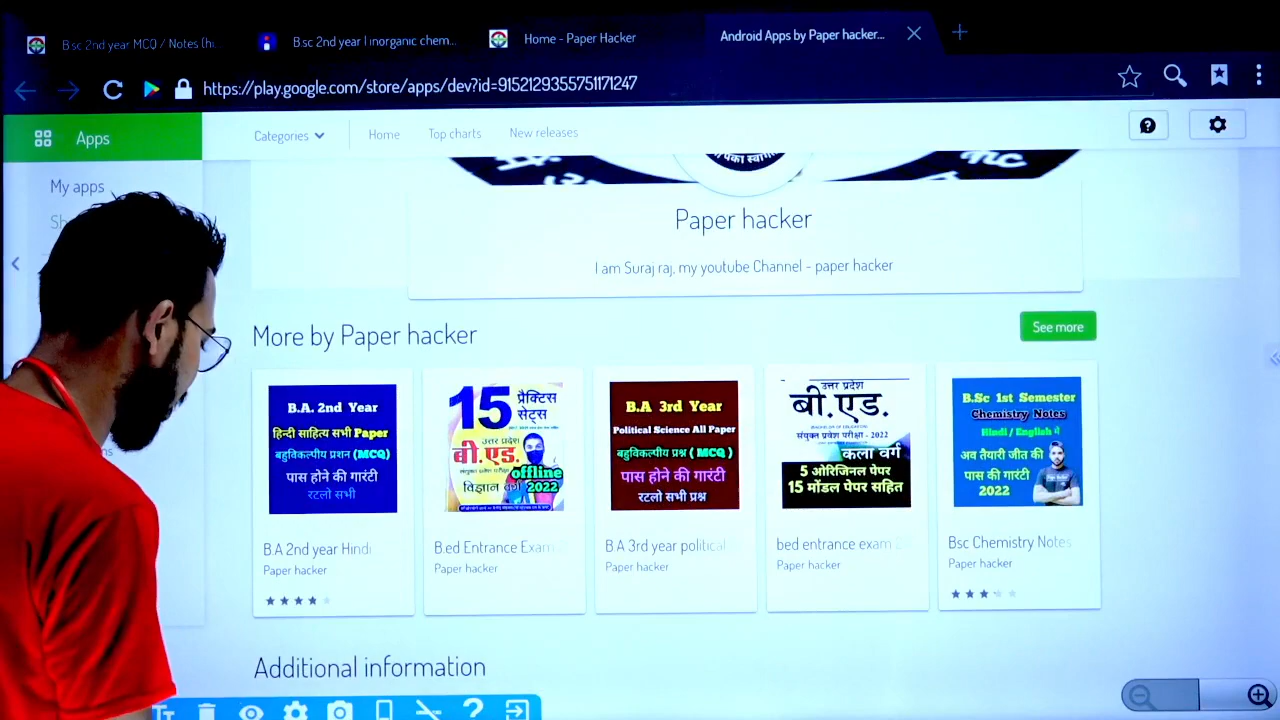 B.sc 2nd year MCQ / Notes (hi...
B.sc 2nd year | inorganic chem...
Home - Paper Hacker
Android Apps by Paper hacker...
https://play.google.com/store/apps/dev?id=9152129355751171247
Apps
Categories
Home
Top charts
New releases
My apps
Paper hacker
I am Suraj raj, my youtube Channel - paper hacker
More by Paper hacker
See more
B.A. 2nd Year
हिन्दी साहित्य सभी Paper
बहुविकल्पीय प्रशन (MCQ)
पास होने की गारंटी
रटलो सभी
B.A 2nd year Hindi
Paper hacker
15 प्रैक्टिस
सेट्स
उत्तर प्रदेश
बी.एड.
offline
विज्ञान वर्ग 2022
B.ed Entrance Exam
Paper hacker
B.A 3rd Year
Political Science All Paper
बहुविकल्पीय प्रश्न ( MCQ )
पास होने की गारंटी
रटलो सभी प्रश्न
B A 3rd year political
Paper hacker
उत्तर प्रदेश
बी.एड.
संयुक्त प्रवेश परीक्षा - 2022
कला वर्ग
5 ओरिजिनल पेपर
15 मॉडल पेपर सहित
bed entrance exam 2
Paper hacker
B.Sc 1st Semester
Chemistry Notes
Hindi / English में
अब तैयारी जीत की
पास की गारंटी
2022
Bsc Chemistry Notes
Paper hacker
Additional information